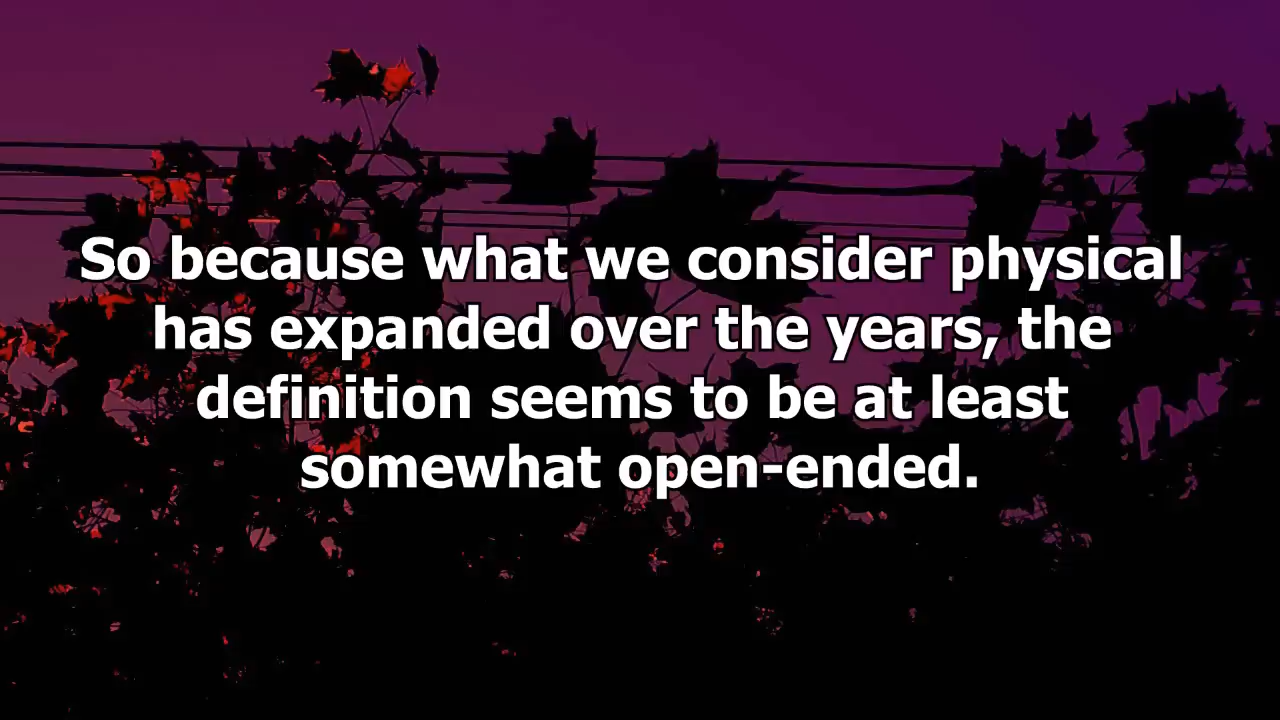 So because what we consider physical
has expanded over the years, the
definition seems to be at least
somewhat open-ended.